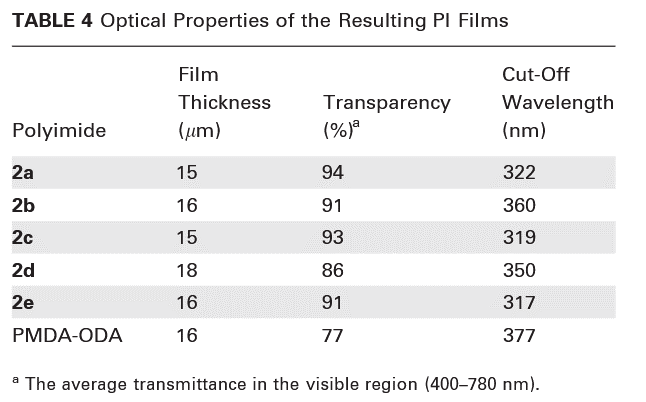 TABLE 4 Optical Properties of the Resulting PI Films
Polyimide Film Thickness (μm) Transparency (%)a Cut-Off Wavelength (nm)
2a 15 94 322
2b 16 91 360
2c 15 93 319
2d 18 86 350
2e 16 91 317
PMDA-ODA 16 77 377
a The average transmittance in the visible region (400–780 nm).